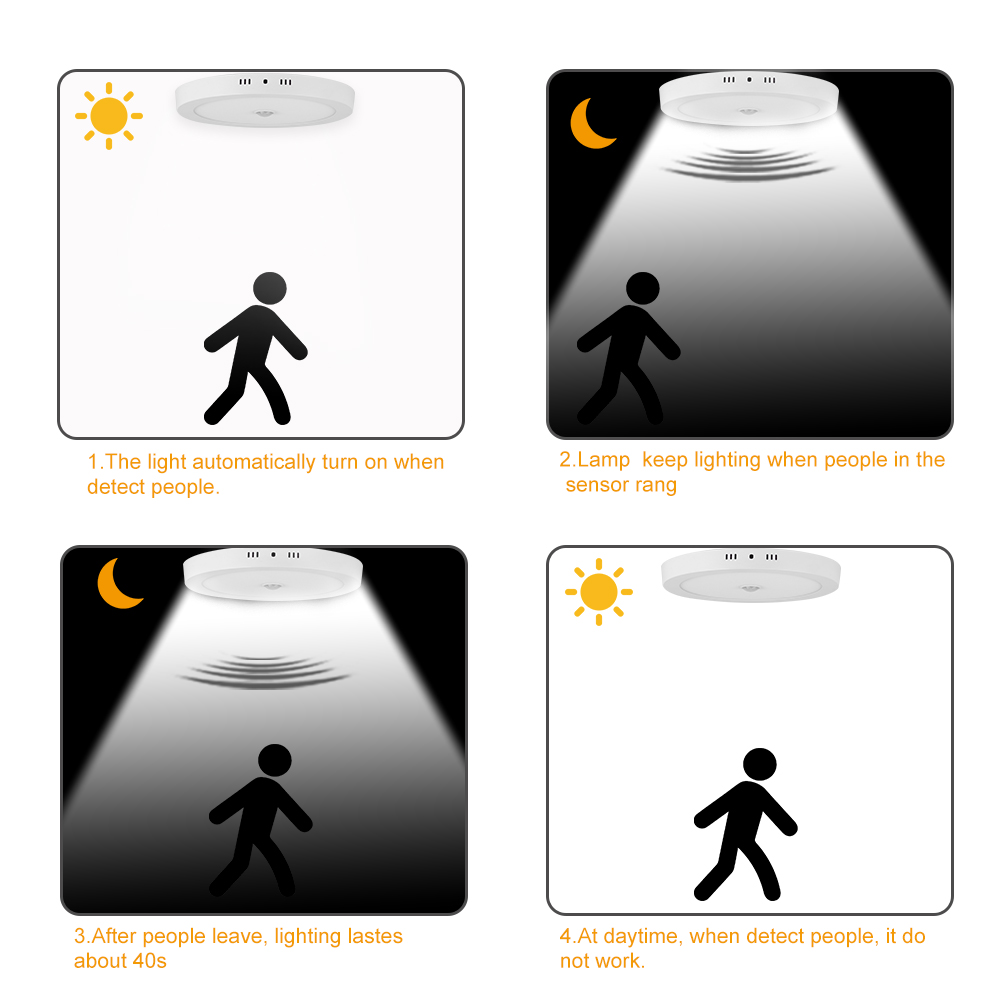 1.The light automatically turn on when
detect people.
2.Lamp  keep lighting when people in the
sensor rang
3.After people leave, lighting lastes
about 40s
4.At daytime, when detect people, it do
not work.